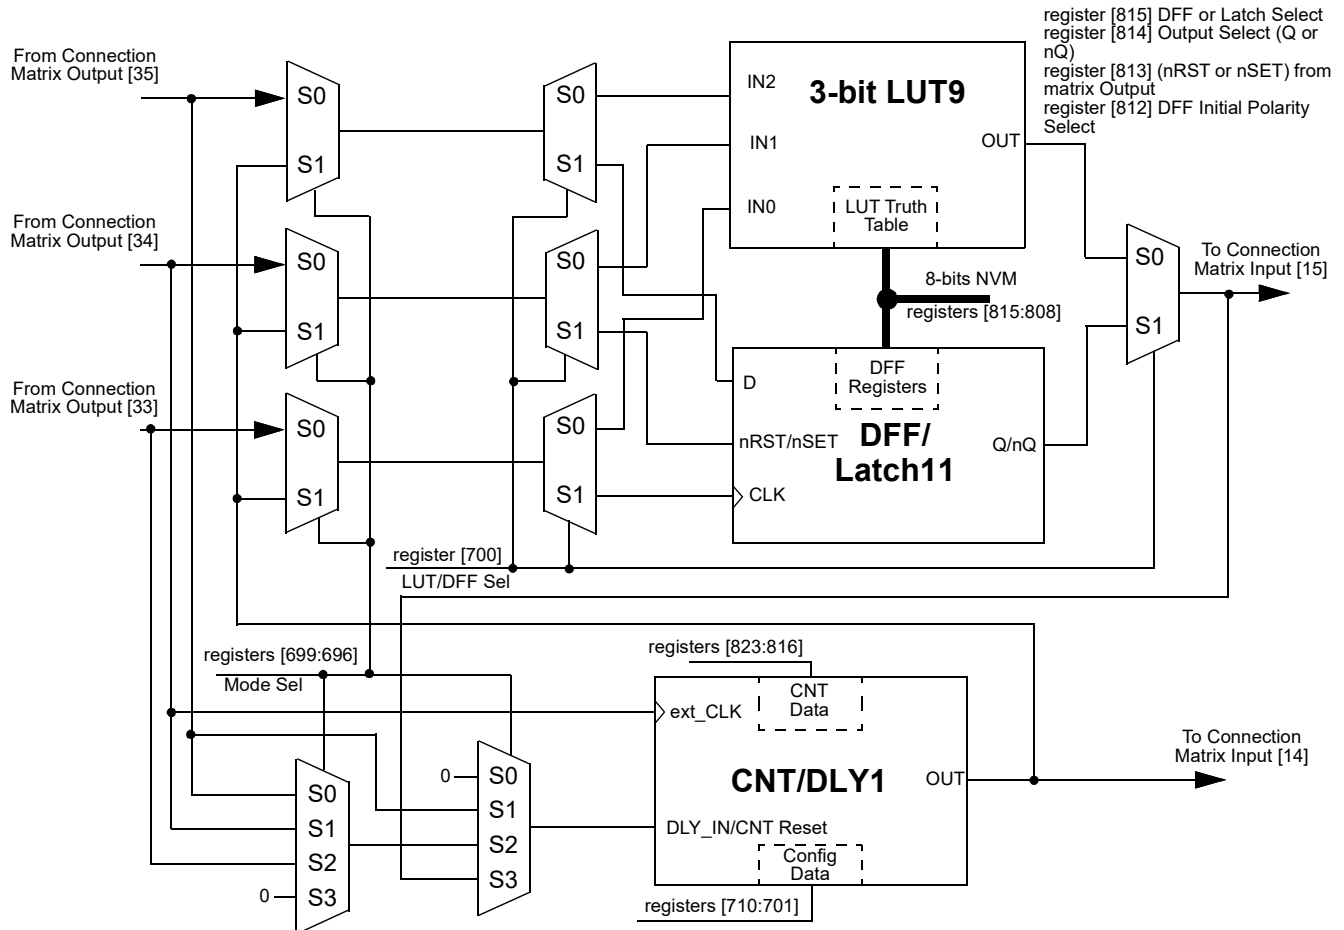 register [815] DFF or Latch Select
register [814] Output Select (Q or
nQ)
register [813] (nRST or nSET) from
matrix Output
register [812] DFF Initial Polarity
Select
From Connection
Matrix Output [35]
S0
S1
S0
S1
IN2
IN1
IN0
3-bit LUT9
OUT
LUT Truth
Table
From Connection
Matrix Output [34]
S0
S1
S0
S1
8-bits NVM
registers [815:808]
S0
S1
To Connection
Matrix Input [15]
From Connection
Matrix Output [33]
S0
S1
S0
S1
D
nRST/nSET
CLK
DFF
Registers
DFF/
Latch11
Q/nQ
register [700]
LUT/DFF Sel
registers [699:696]
Mode Sel
registers [823:816]
ext_CLK
CNT
Data
CNT/DLY1
OUT
DLY_IN/CNT Reset
Config
Data
registers [710:701]
To Connection
Matrix Input [14]
0
S0
S1
S2
S3
S0
S1
S2
0
S3